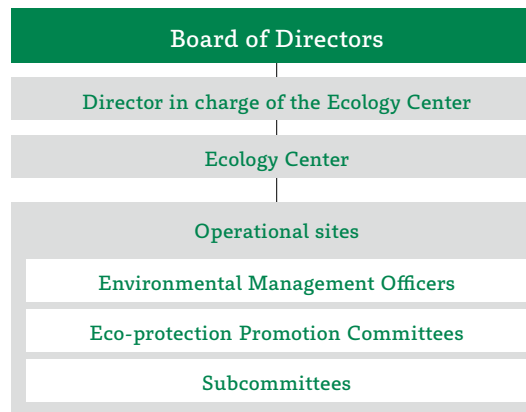 Board of Directors
Director in charge of the Ecology Center
Ecology Center
Operational sites
Environmental Management Officers
Eco-protection Promotion Committees
Subcommittees